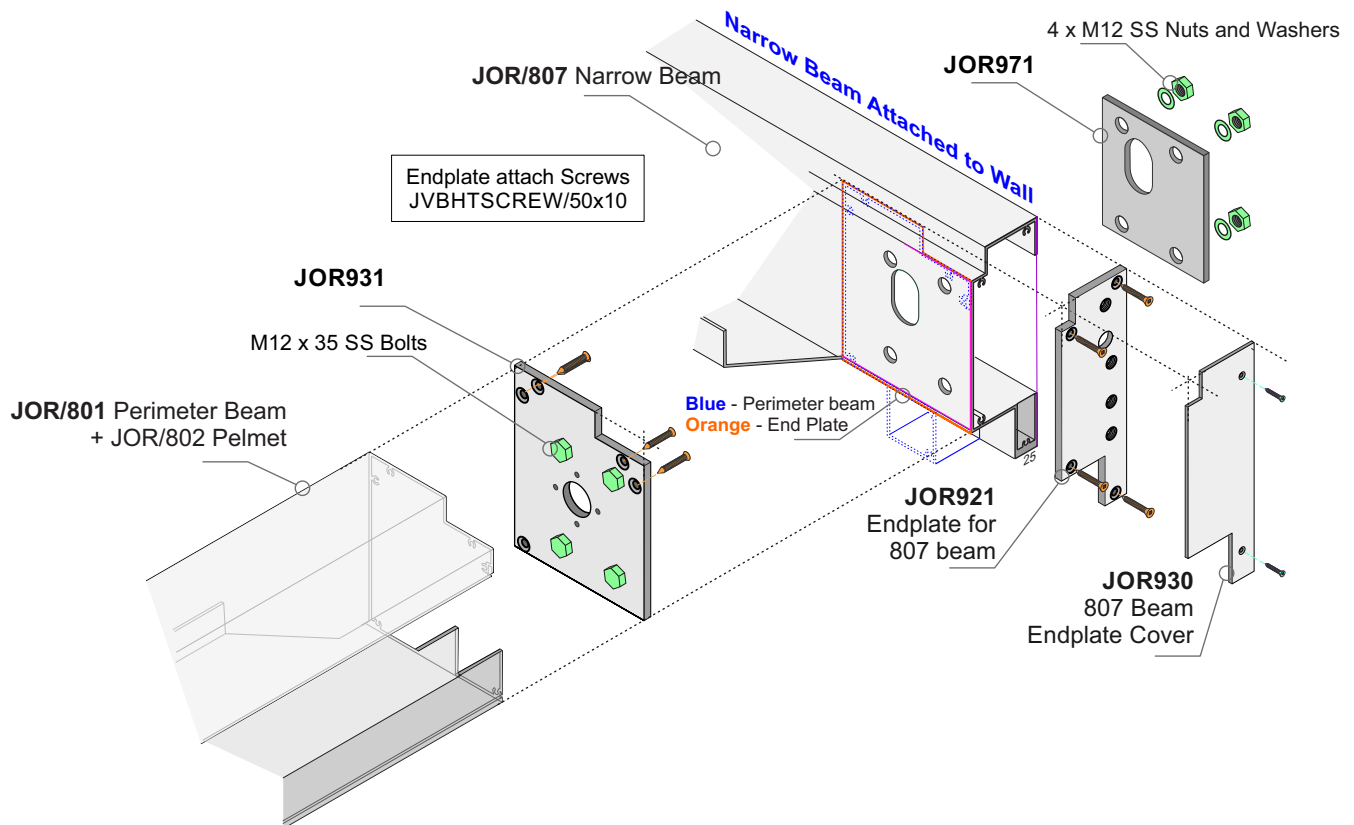 Narrow Beam Attached to Wall
4 x M12 SS Nuts and Washers
JOR971
JOR/807 Narrow Beam
Endplate attach Screws
JVBHTSCREW/50x10
JOR931
M12 x 35 SS Bolts
JOR/801 Perimeter Beam
+ JOR/802 Pelmet
Blue - Perimeter beam
Orange - End Plate
25
JOR921
Endplate for
807 beam
JOR930
807 Beam
Endplate Cover